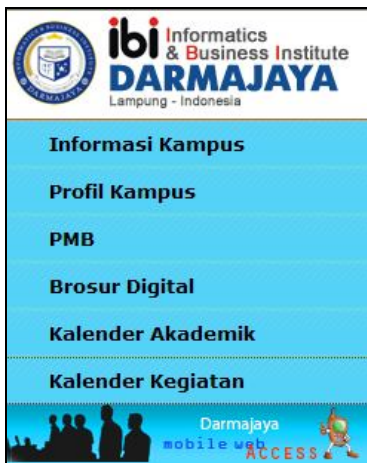 ibi Informatics
& Business Institute
DARMAJAYA
Lampung - Indonesia
Informasi Kampus
Profil Kampus
PMB
Brosur Digital
Kalender Akademik
Kalender Kegiatan
Darmajaya
mobile web
ACCESS